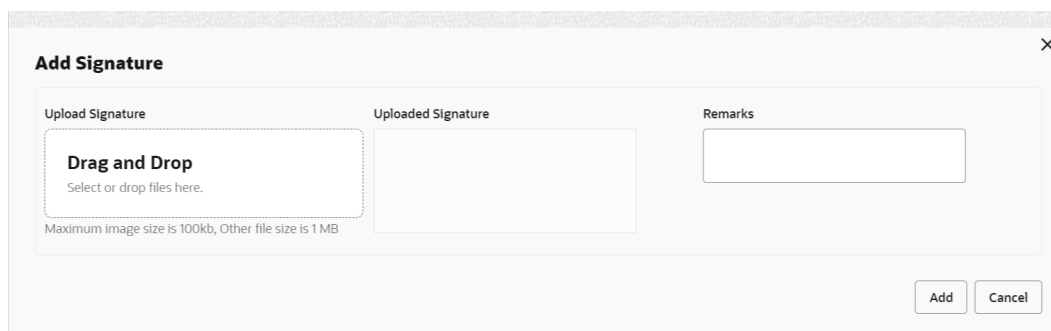 Add Signature
Upload Signature
Uploaded Signature
Remarks
Drag and Drop
Select or drop files here.
Maximum image size is 100kb, Other file size is 1 MB
Add
Cancel